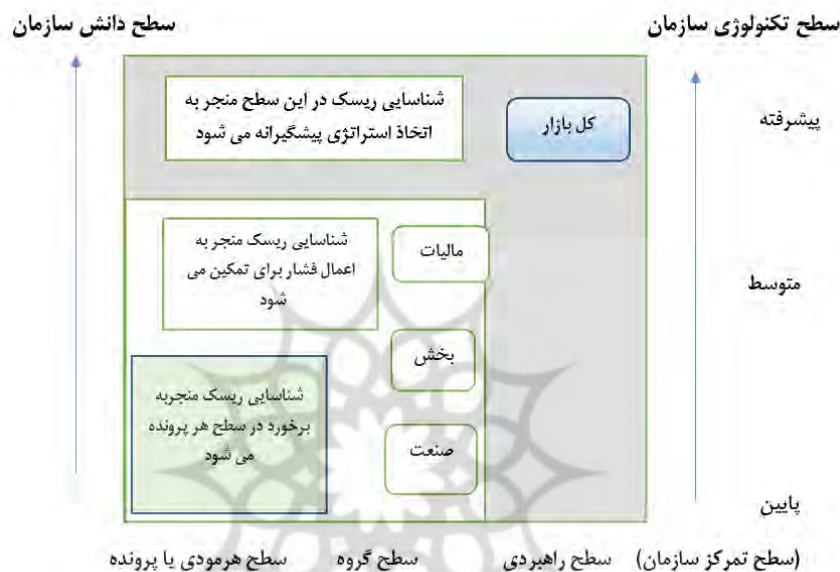 سطح تکنولوژی سازمان
سطح دانش سازمان
پیشرفته
کل بازار
شناسایی ریسک در این سطح منجر به
اتخاذ استراتژی پیشگیرانه می شود
متوسط
مالیات
شناسایی ریسک منجر به
اعمال فشار برای تمکین می
شود
بخش
شناسایی ریسک منجربه
برخورد در سطح هر پرونده
می شود
صنعت
پایین
(سطح تمرکز سازمان)
سطح راهبردی
سطح گروه
سطح هرمودی یا پرونده